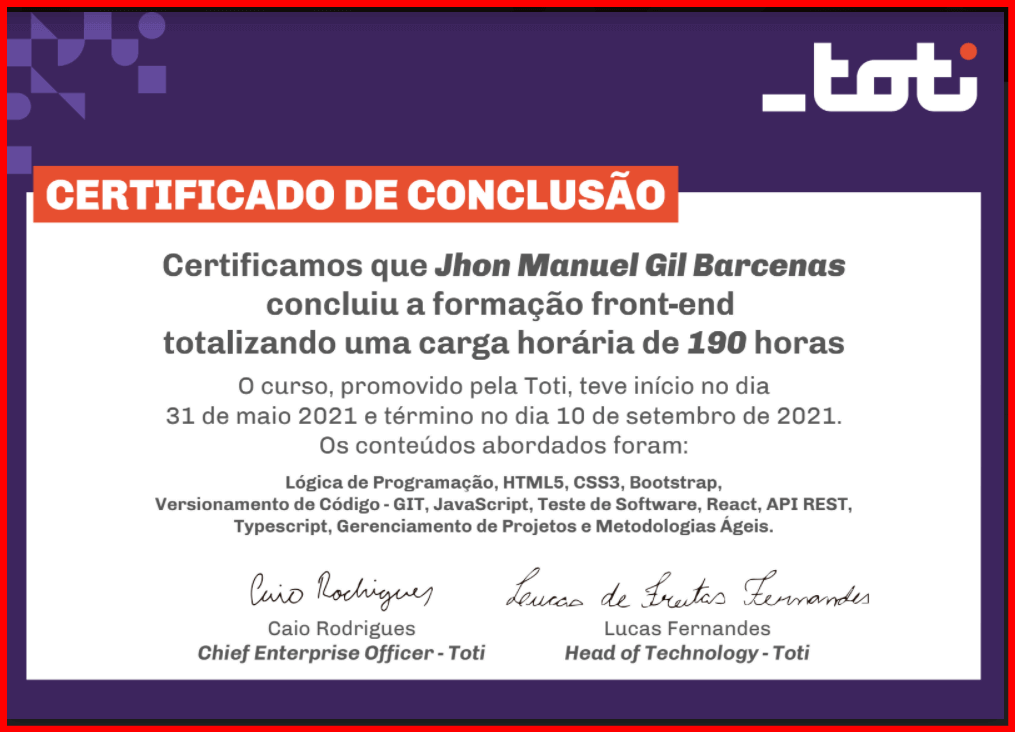 _toti
CERTIFICADO DE CONCLUSÃO
Certificamos que Jhon Manuel Gil Barcenas
concluiu a formação front-end
totalizando uma carga horária de 190 horas
O curso, promovido pela Toti, teve início no dia
31 de maio 2021 e término no dia 10 de setembro de 2021.
Os conteúdos abordados foram:
Lógica de Programação, HTML5, CSS3, Bootstrap,
Versionamento de Código - GIT, JavaScript, Teste de Software, React, API REST,
Typescript, Gerenciamento de Projetos e Metodologias Ágeis.
Caio Rodrigues Lucas de Freitas Fernandes
Caio Rodrigues Lucas Fernandes
Chief Enterprise Officer - Toti Head of Technology - Toti